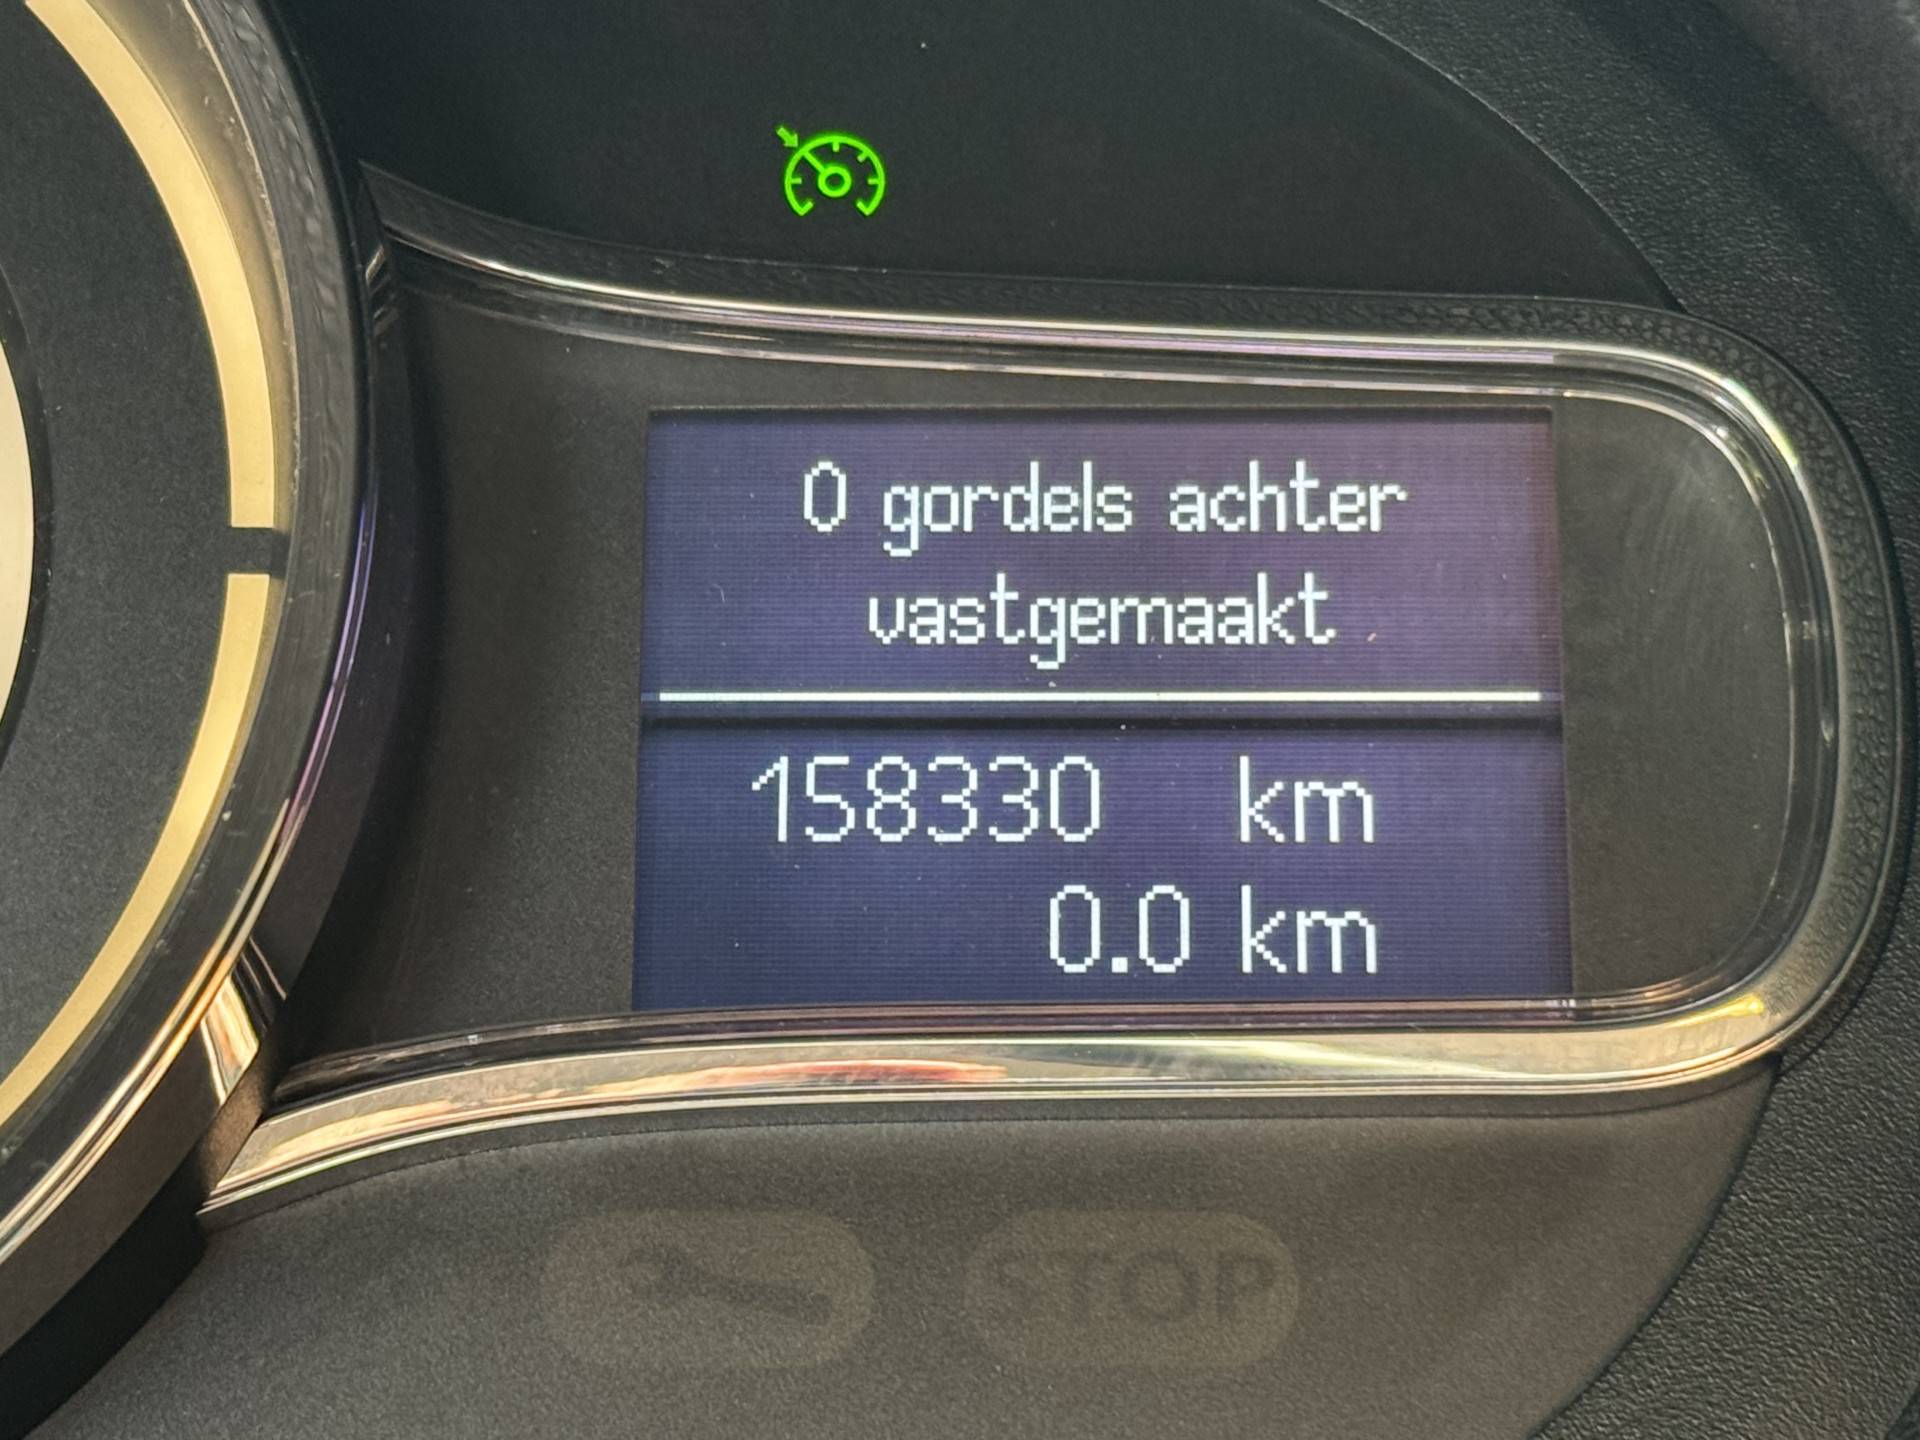 0 gordels achter
vastgemaakt
158330 km
0.0 km
STOP